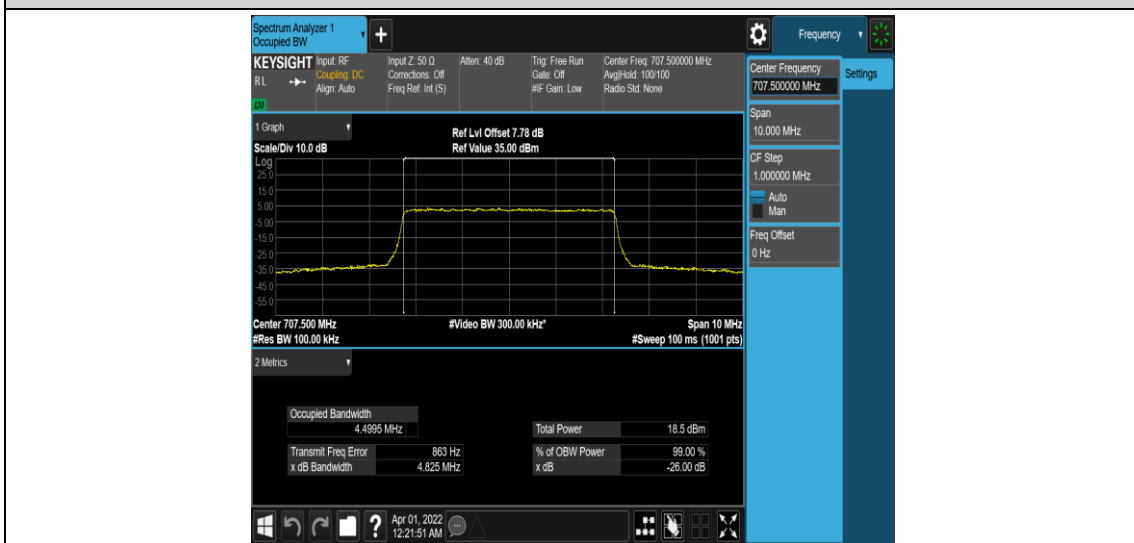 Spectrum Analyzer 1
Occupied BW
+
Frequency
KEYSIGHT
RL
Input: RF
Coupling: DC
Align: Auto
Input Z: 50 Ω
Corrections: Off
Freq Ref: Int (S)
Atten: 40 dB
Trig: Free Run
Gate: Off
#IF Gain: Low
Center Freq: 707.500000 MHz
Avg|Hold: 100/100
Radio Std: None
LXI
Center Frequency
707.500000 MHz
Settings
Span
10.000 MHz
CF Step
1.000000 MHz
Auto
Man
Freq Offset
0 Hz
1 Graph
Ref Lvl Offset 7.78 dB
Scale/Div 10.0 dB
Ref Value 35.00 dBm
Log
25.0
15.0
5.00
-5.00
-15.0
-25.0
-35.0
-45.0
-55.0
Center 707.500 MHz
#Video BW 300.00 kHz*
Span 10 MHz
#Res BW 100.00 kHz
#Sweep 100 ms (1001 pts)
2 Metrics
Occupied Bandwidth
4.4995 MHz
Total Power 18.5 dBm
Transmit Freq Error 863 Hz
% of OBW Power 99.00 %
x dB Bandwidth 4.825 MHz
x dB -26.00 dB
?
Apr 01, 2022
12:21:51 AM